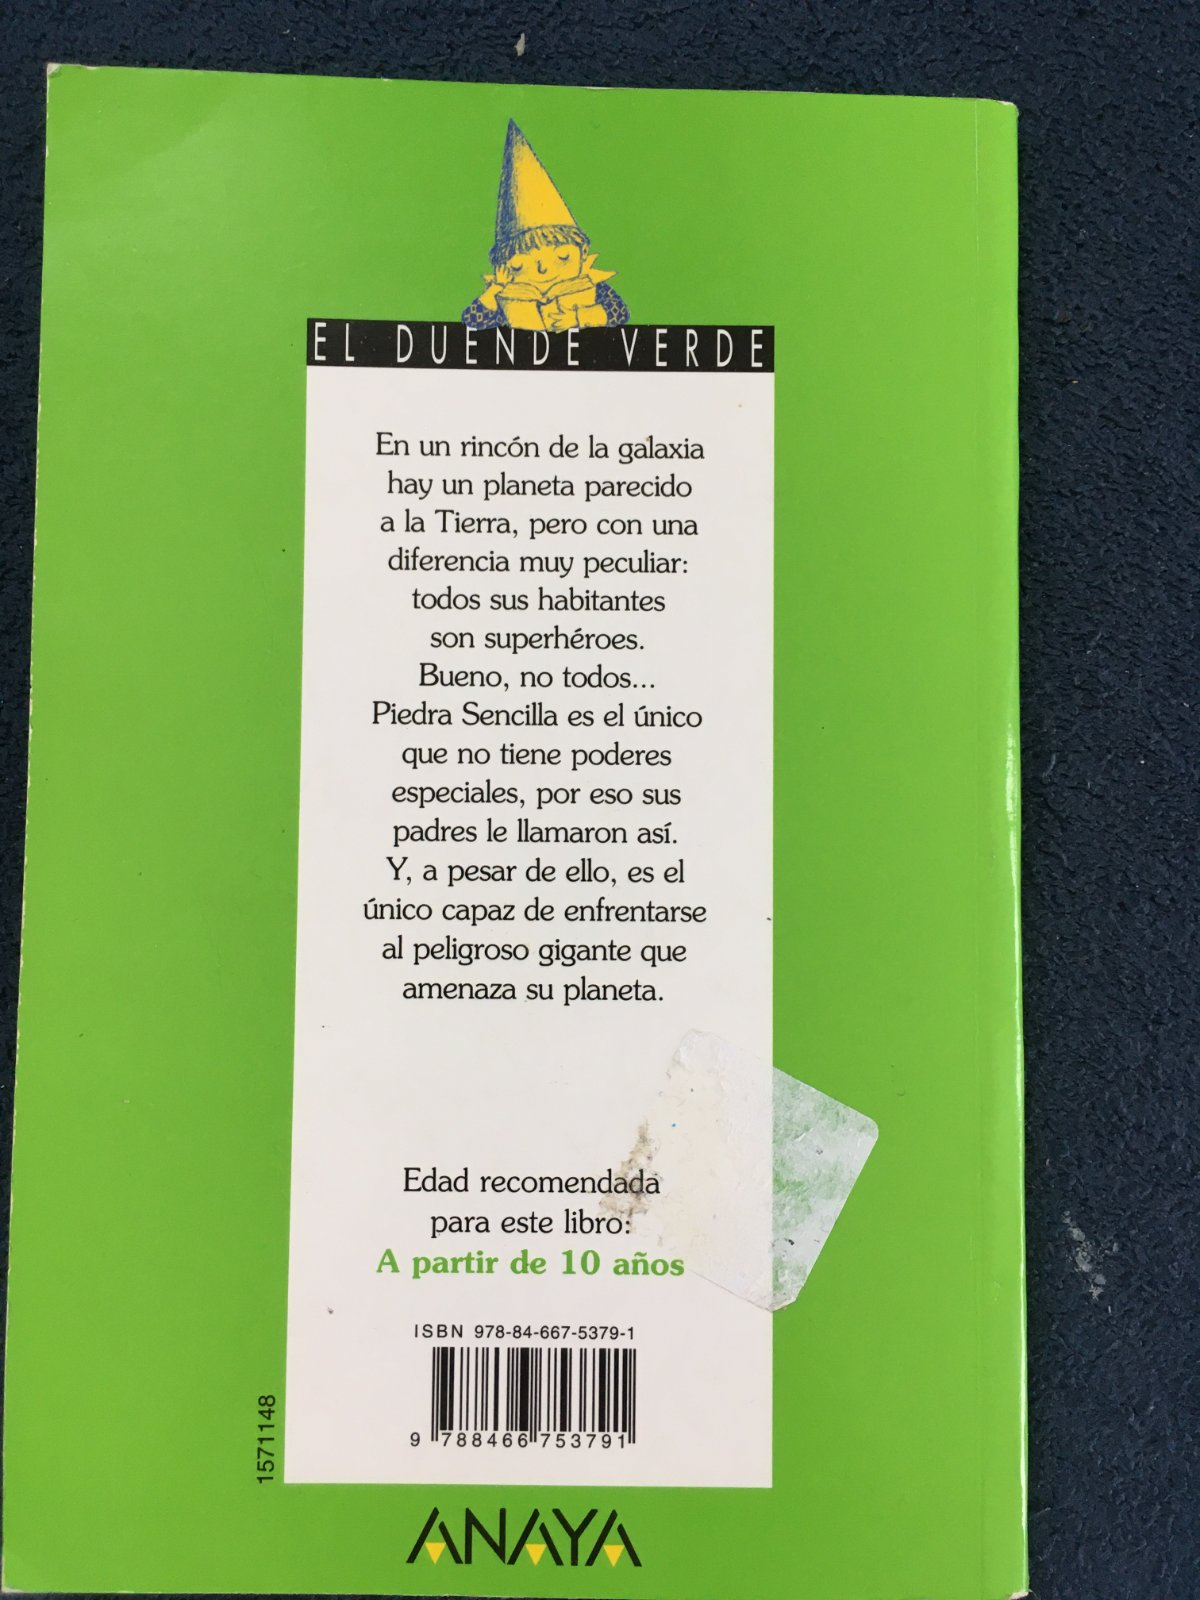 EL DUENDE VERDE
En un rincón de la galaxia
hay un planeta parecido
a la Tierra, pero con una
diferencia muy peculiar:
todos sus habitantes
son superhéroes.
Bueno, no todos...
Piedra Sencilla es el único
que no tiene poderes
especiales, por eso sus
padres le llamaron así.
Y, a pesar de ello, es el
único capaz de enfrentarse
al peligroso gigante que
amenaza su planeta.
Edad recomendada
para este libro:
A partir de 10 años
ISBN 978-84-667-5379-1
9 788466 753791
1571148
ANAYA